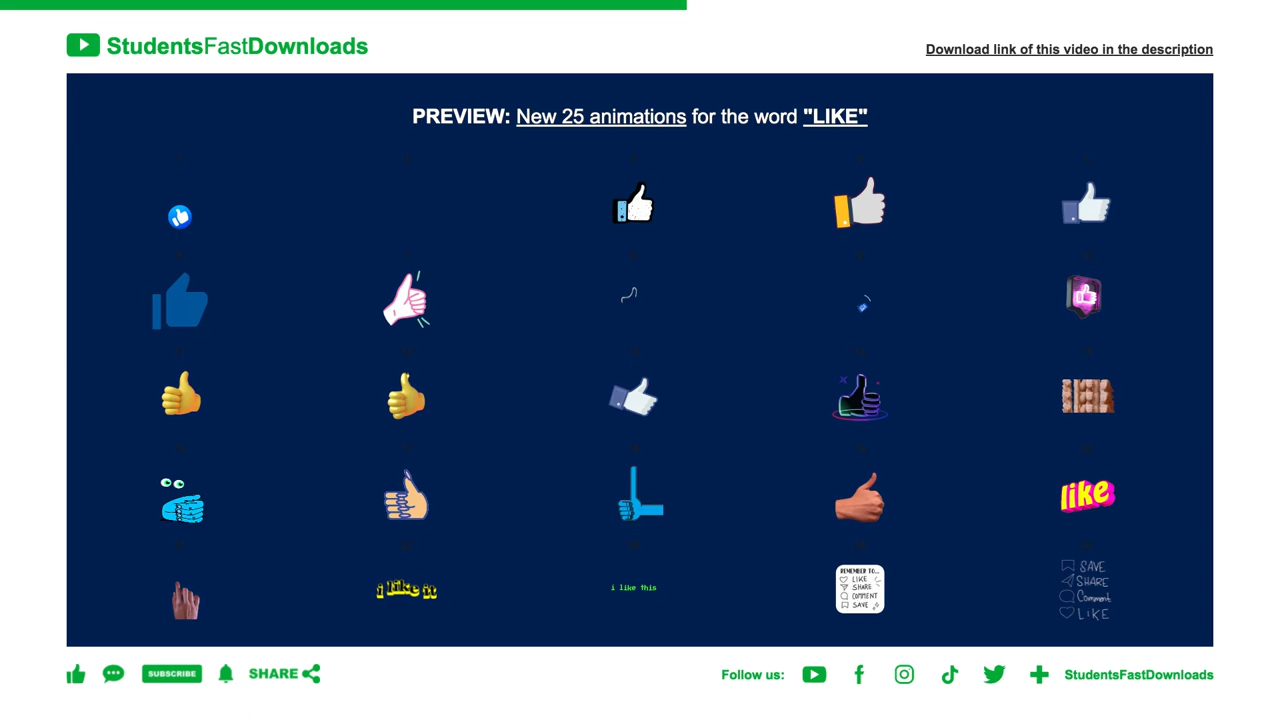 StudentsFastDownloads
Download link of this video in the description
PREVIEW: New 25 animations for the word "LIKE"
like
i like it
i like this
REMEMBER TO...
LIKE
SHARE
COMMENT
SAVE
SAVE
SHARE
Comment
LIKE
SUBSCRIBE
SHARE
Follow us:
StudentsFastDownloads